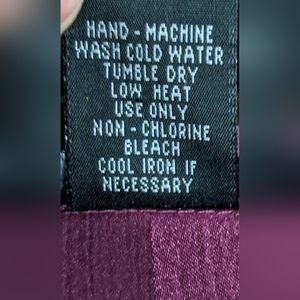 HAND - MACHINE
WASH COLD WATER
TUMBLE DRY
LOW HEAT
USE ONLY
NON - CHLORINE
BLEACH
COOL IRON IF
NECESSARY